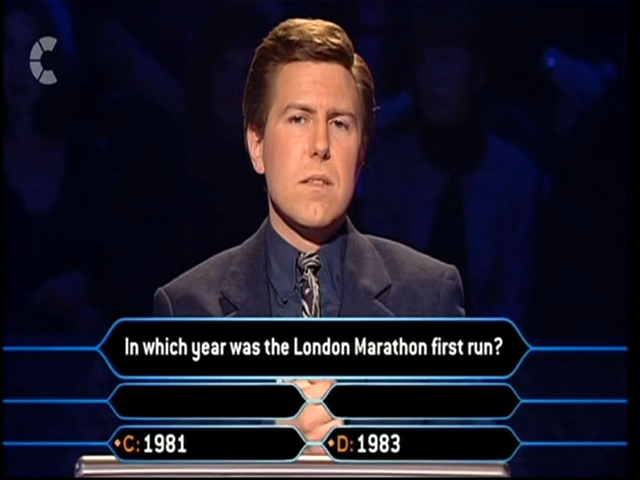 In which year was the London Marathon first run?
C: 1981
D: 1983